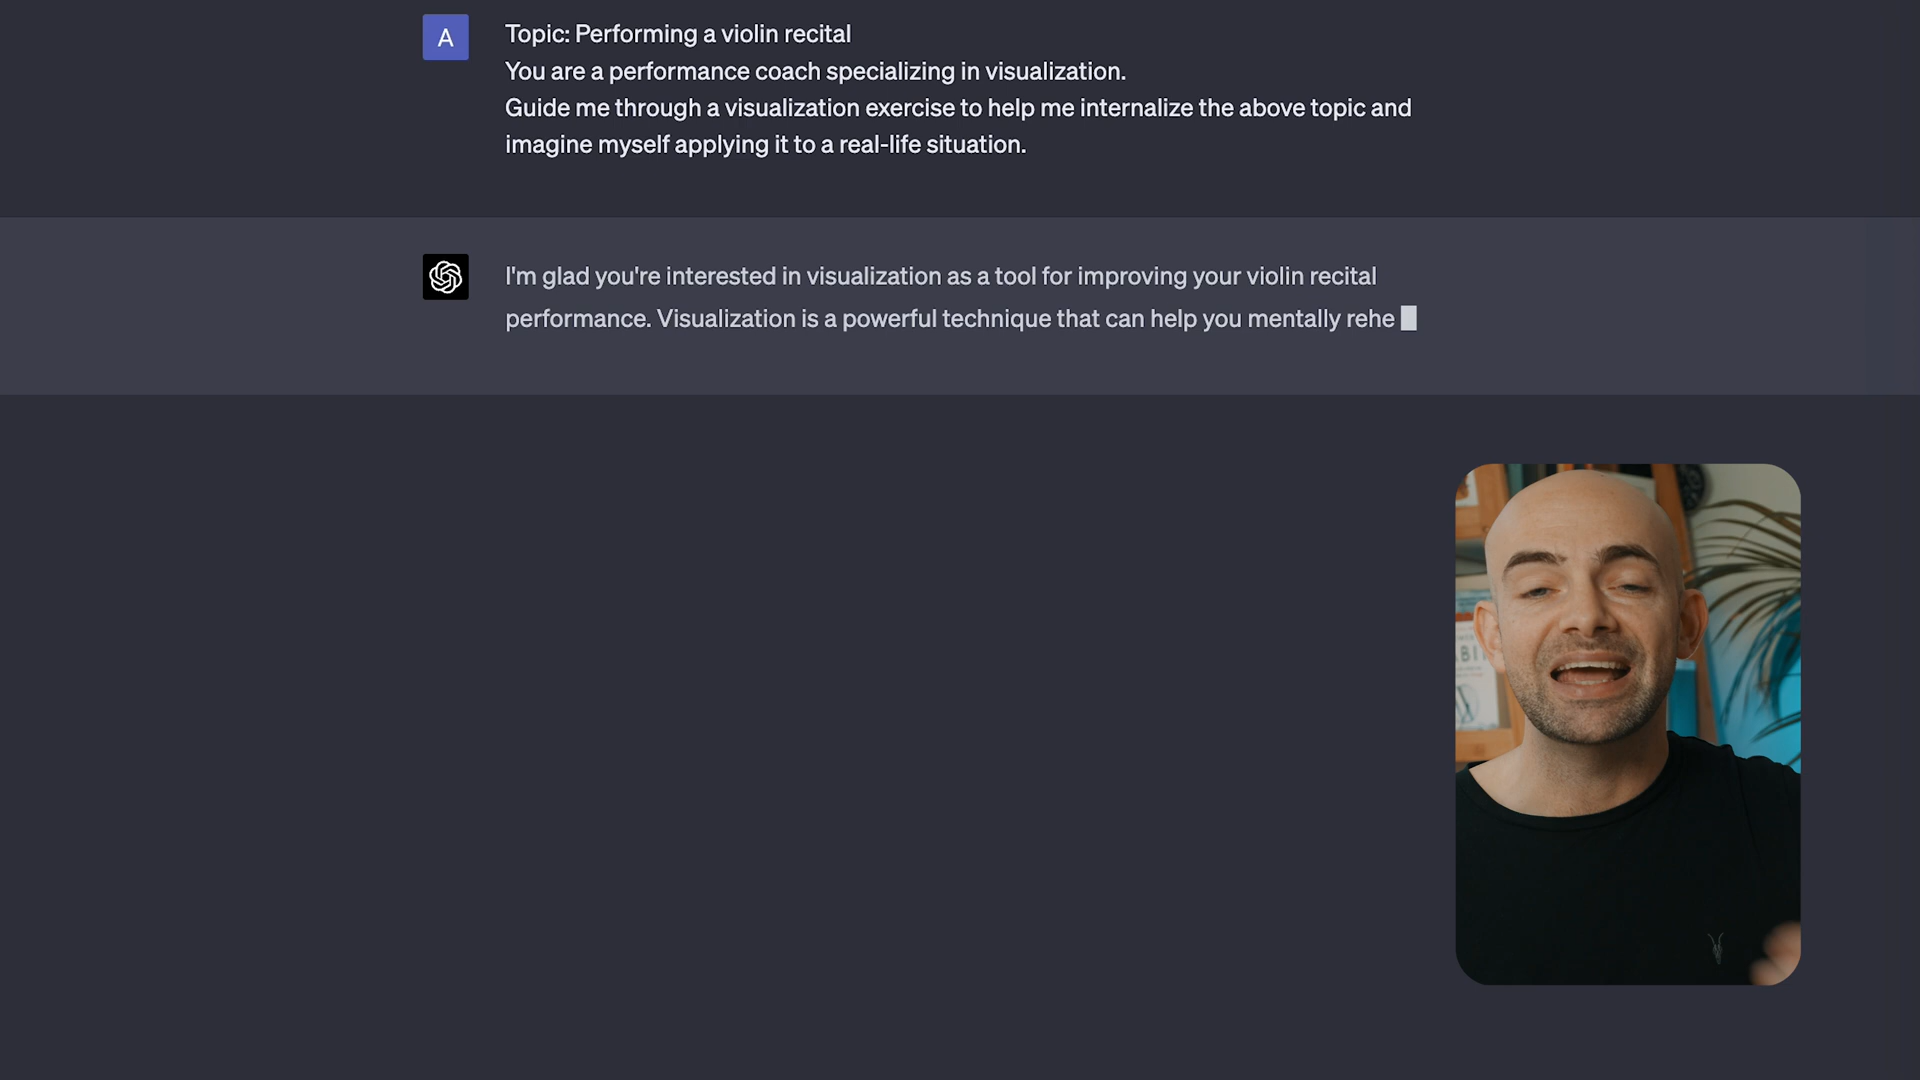 A
Topic: Performing a violin recital
You are a performance coach specializing in visualization.
Guide me through a visualization exercise to help me internalize the above topic and
imagine myself applying it to a real-life situation.
I'm glad you're interested in visualization as a tool for improving your violin recital
performance. Visualization is a powerful technique that can help you mentally rehe